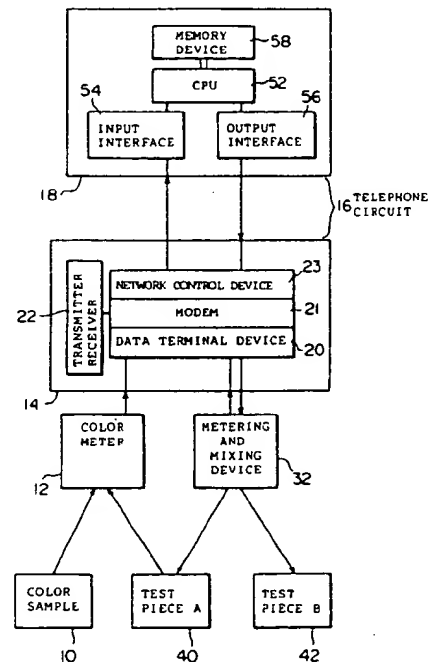 MEMORY
DEVICE
58
54
CPU
52
56
INPUT
INTERFACE
OUTPUT
INTERFACE
18
16 TELEPHONE
CIRCUIT
23
NETWORK CONTROL DEVICE
22
TRANSMITTER
RECEIVER
MODEM
21
DATA TERMINAL DEVICE
20
14
COLOR
METER
METERING
AND
MIXING
DEVICE
12
32
COLOR
SAMPLE
TEST
PIECE A
TEST
PIECE B
10
40
42